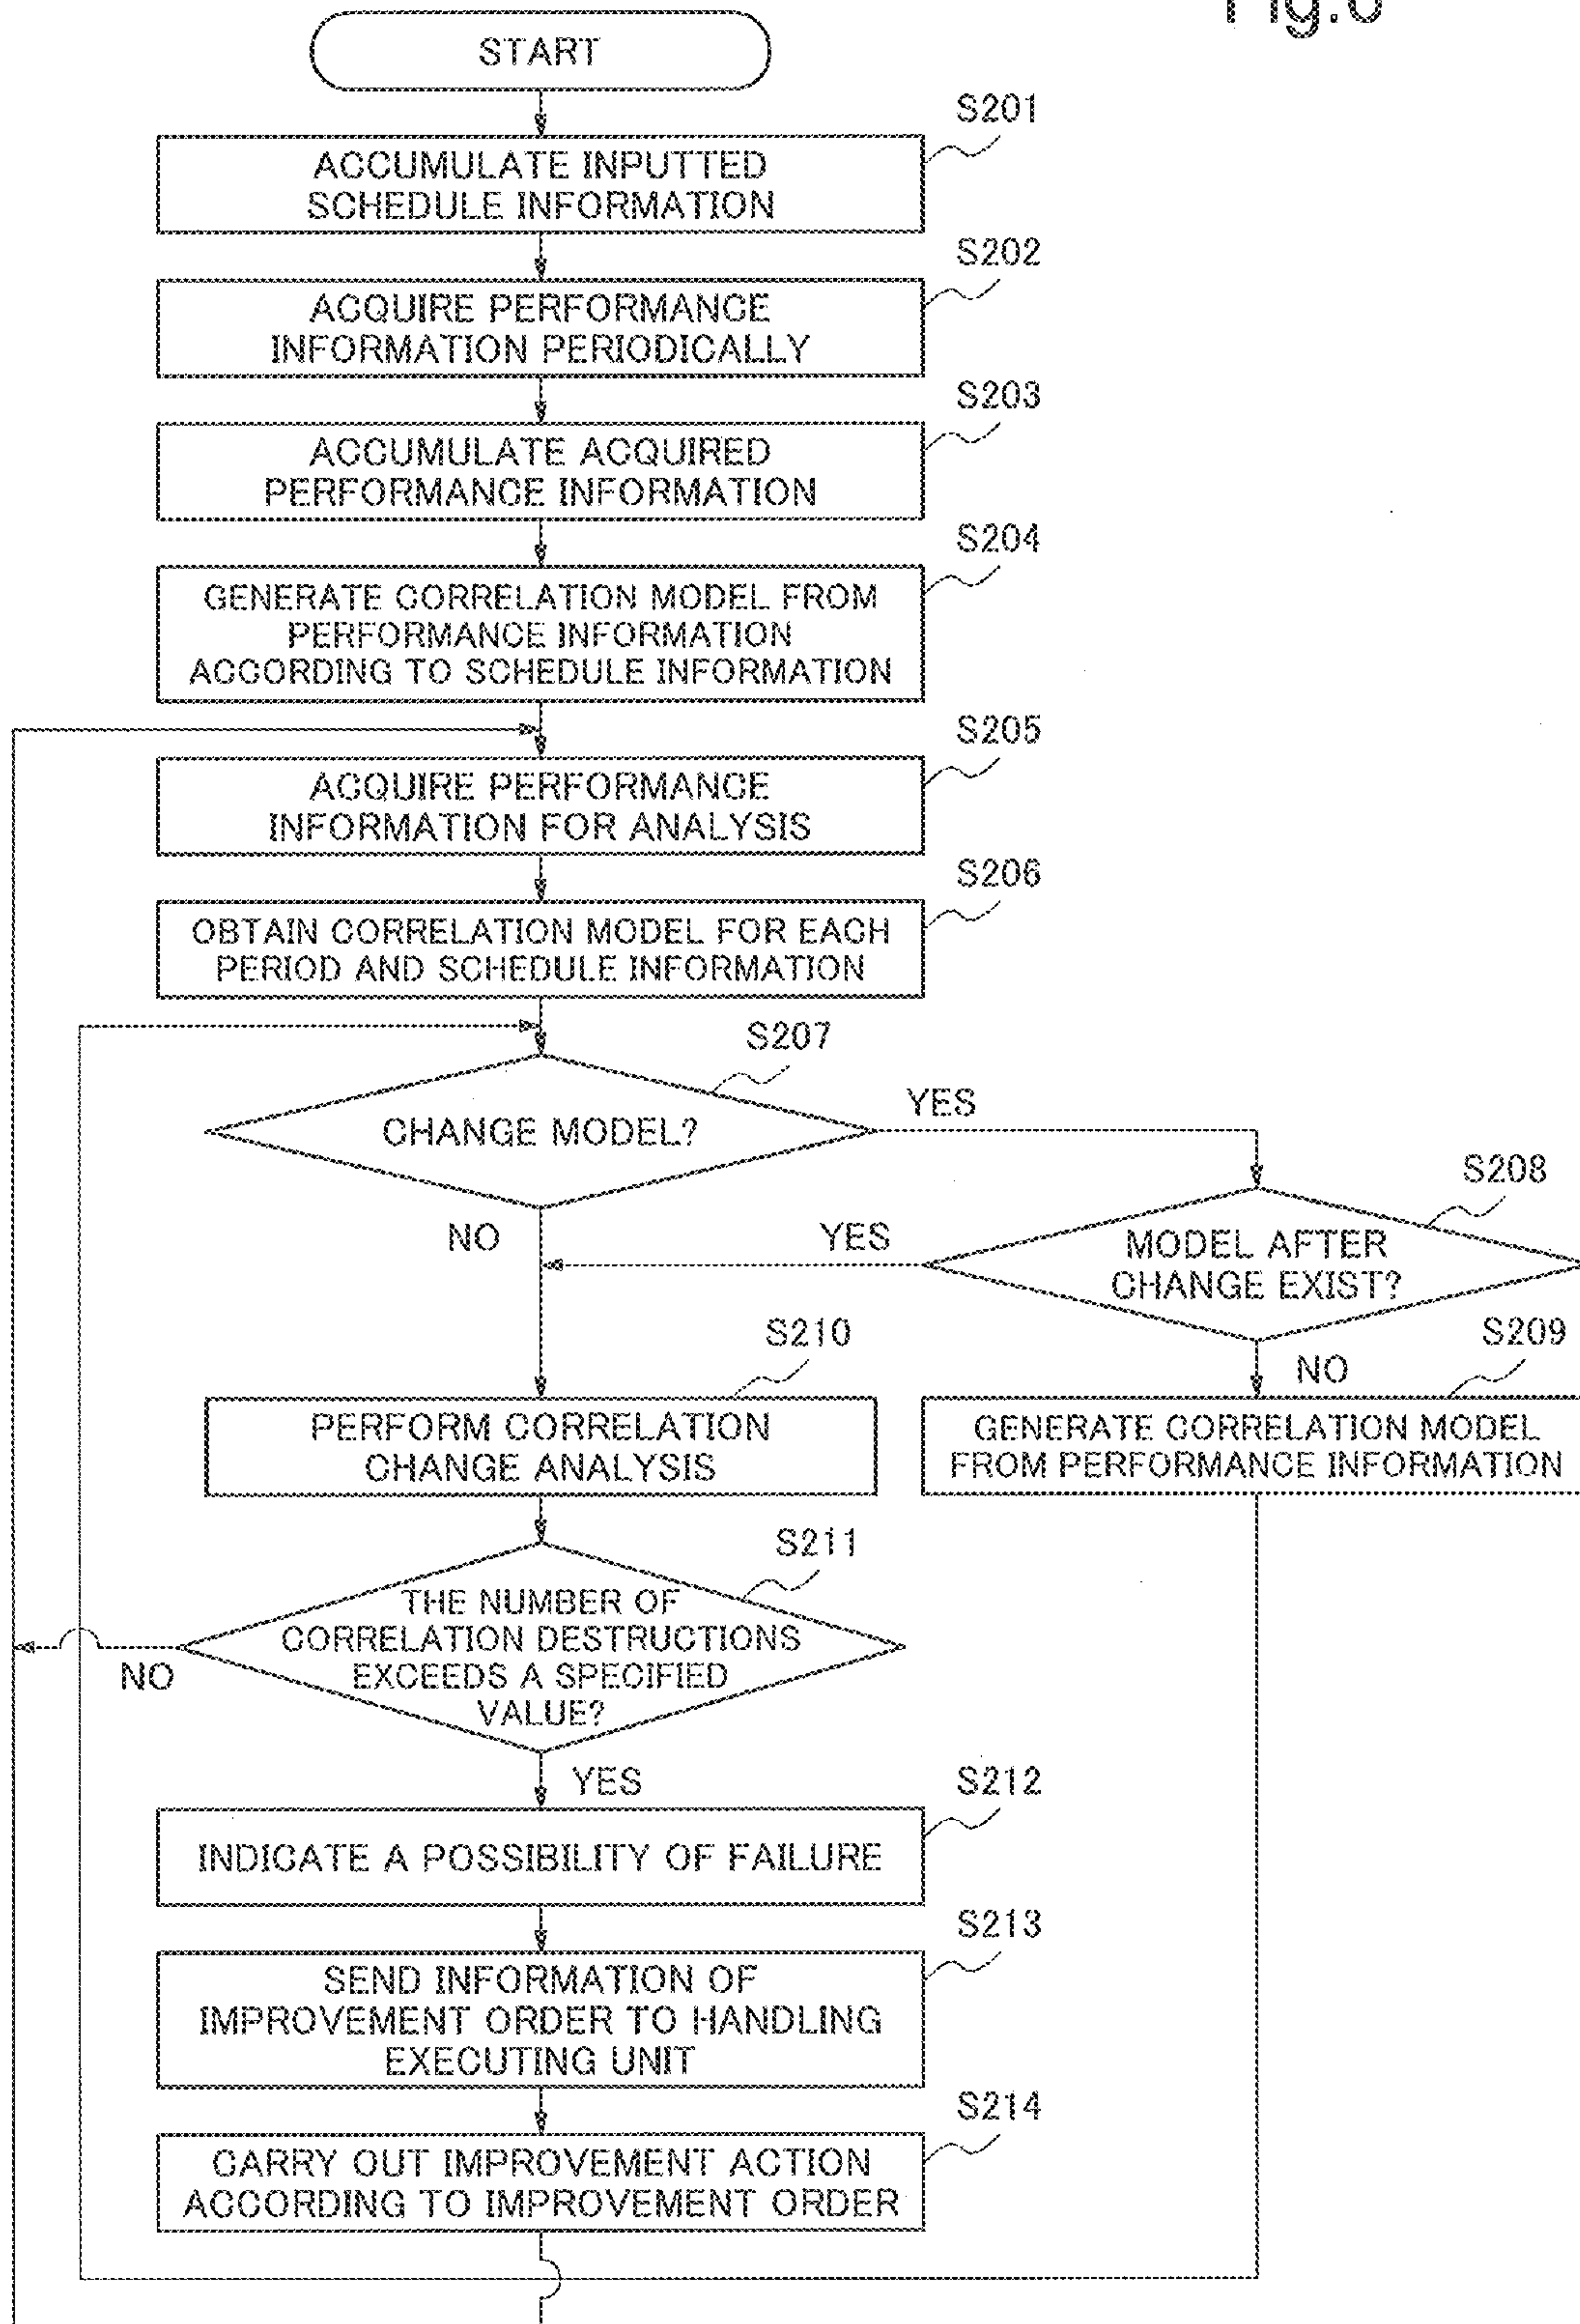 START
S201
ACCUMULATE INPUTTED
SCHEDULE INFORMATION
S202
ACQUIRE PERFORMANCE
INFORMATION PERIODICALLY
S203
ACCUMULATE ACQUIRED
PERFORMANCE INFORMATION
S204
GENERATE CORRELATION MODEL FROM
PERFORMANCE INFORMATION
ACCORDING TO SCHEDULE INFORMATION
S205
ACQUIRE PERFORMANCE
INFORMATION FOR ANALYSIS
S206
OBTAIN CORRELATION MODEL FOR EACH
PERIOD AND SCHEDULE INFORMATION
S207
CHANGE MODEL?
YES
NO
S208
MODEL AFTER
CHANGE EXIST?
YES
NO
S209
GENERATE CORRELATION MODEL
FROM PERFORMANCE INFORMATION
S210
PERFORM CORRELATION
CHANGE ANALYSIS
S211
THE NUMBER OF
CORRELATION DESTRUCTIONS
EXCEEDS A SPECIFIED
VALUE?
NO
YES
S212
INDICATE A POSSIBILITY OF FAILURE
S213
SEND INFORMATION OF
IMPROVEMENT ORDER TO HANDLING
EXECUTING UNIT
S214
CARRY OUT IMPROVEMENT ACTION
ACCORDING TO IMPROVEMENT ORDER